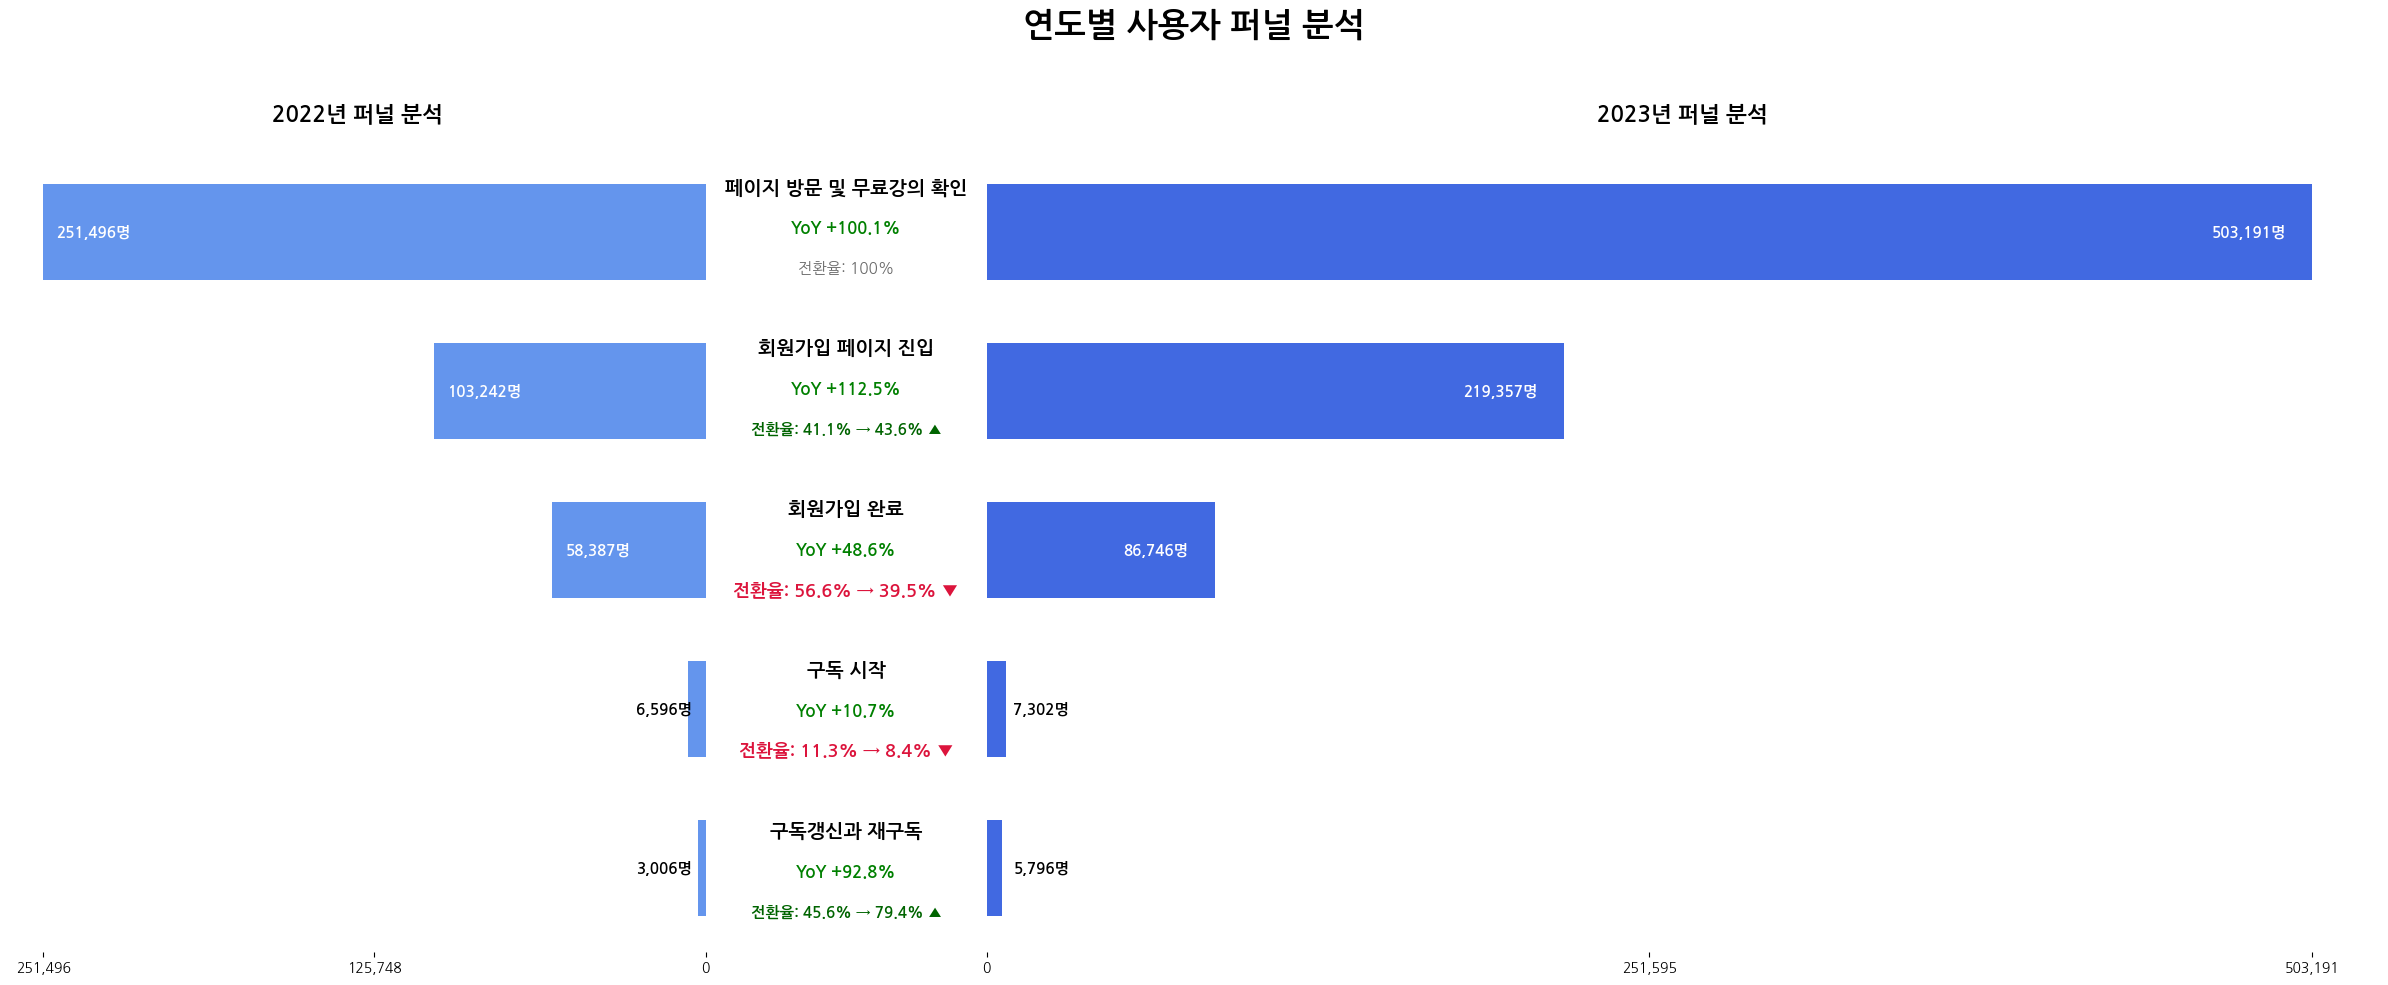 연도별 사용자 퍼널 분석
2022년 퍼널 분석
2023년 퍼널 분석
251,496명
페이지 방문 및 무료강의 확인
YoY +100.1%
전환율: 100%
503,191명
103,242명
회원가입 페이지 진입
YoY +112.5%
전환율: 41.1% → 43.6% ▲
219,357명
58,387명
회원가입 완료
YoY +48.6%
전환율: 56.6% → 39.5% ▼
86,746명
6,596명
구독 시작
YoY +10.7%
전환율: 11.3% → 8.4% ▼
7,302명
3,006명
구독갱신과 재구독
YoY +92.8%
전환율: 45.6% → 79.4% ▲
5,796명
251,496
125,748
0
0
251,595
503,191